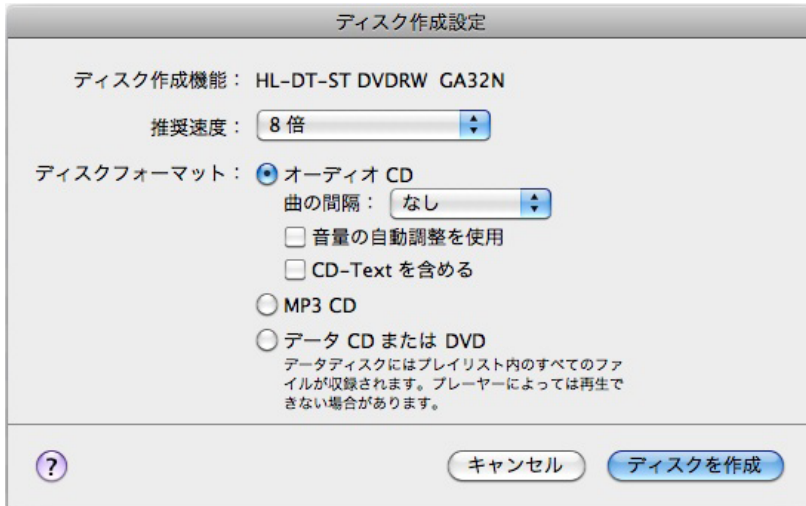 ディスク作成設定
ディスク作成機能： HL-DT-ST DVDRW GA32N
推奨速度： 8 倍
ディスクフォーマット： オーディオ CD
曲の間隔： なし
音量の自動調整を使用
CD-Text を含める
MP3 CD
データ CD または DVD
データディスクにはプレイリスト内のすべてのファ
イルが収録されます。プレーヤーによっては再生で
きない場合があります。
? キャンセル ディスクを作成